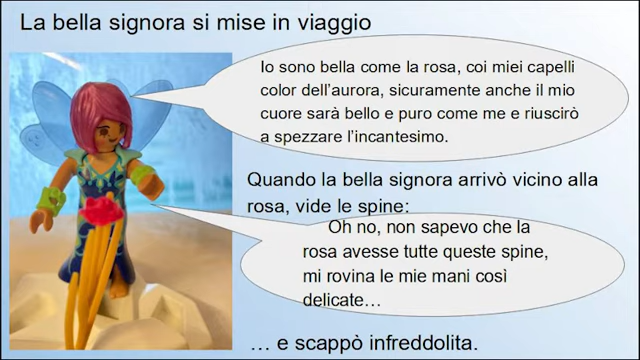 La bella signora si mise in viaggio
Io sono bella come la rosa, coi miei capelli
color dell'aurora, sicuramente anche il mio
cuore sarà bello e puro come me e riuscirò
a spezzare l'incantesimo.
Quando la bella signora arrivò vicino alla
rosa, vide le spine:
Oh no, non sapevo che la
rosa avesse tutte queste spine,
mi rovina le mie mani così
delicate…
… e scappò infreddolita.